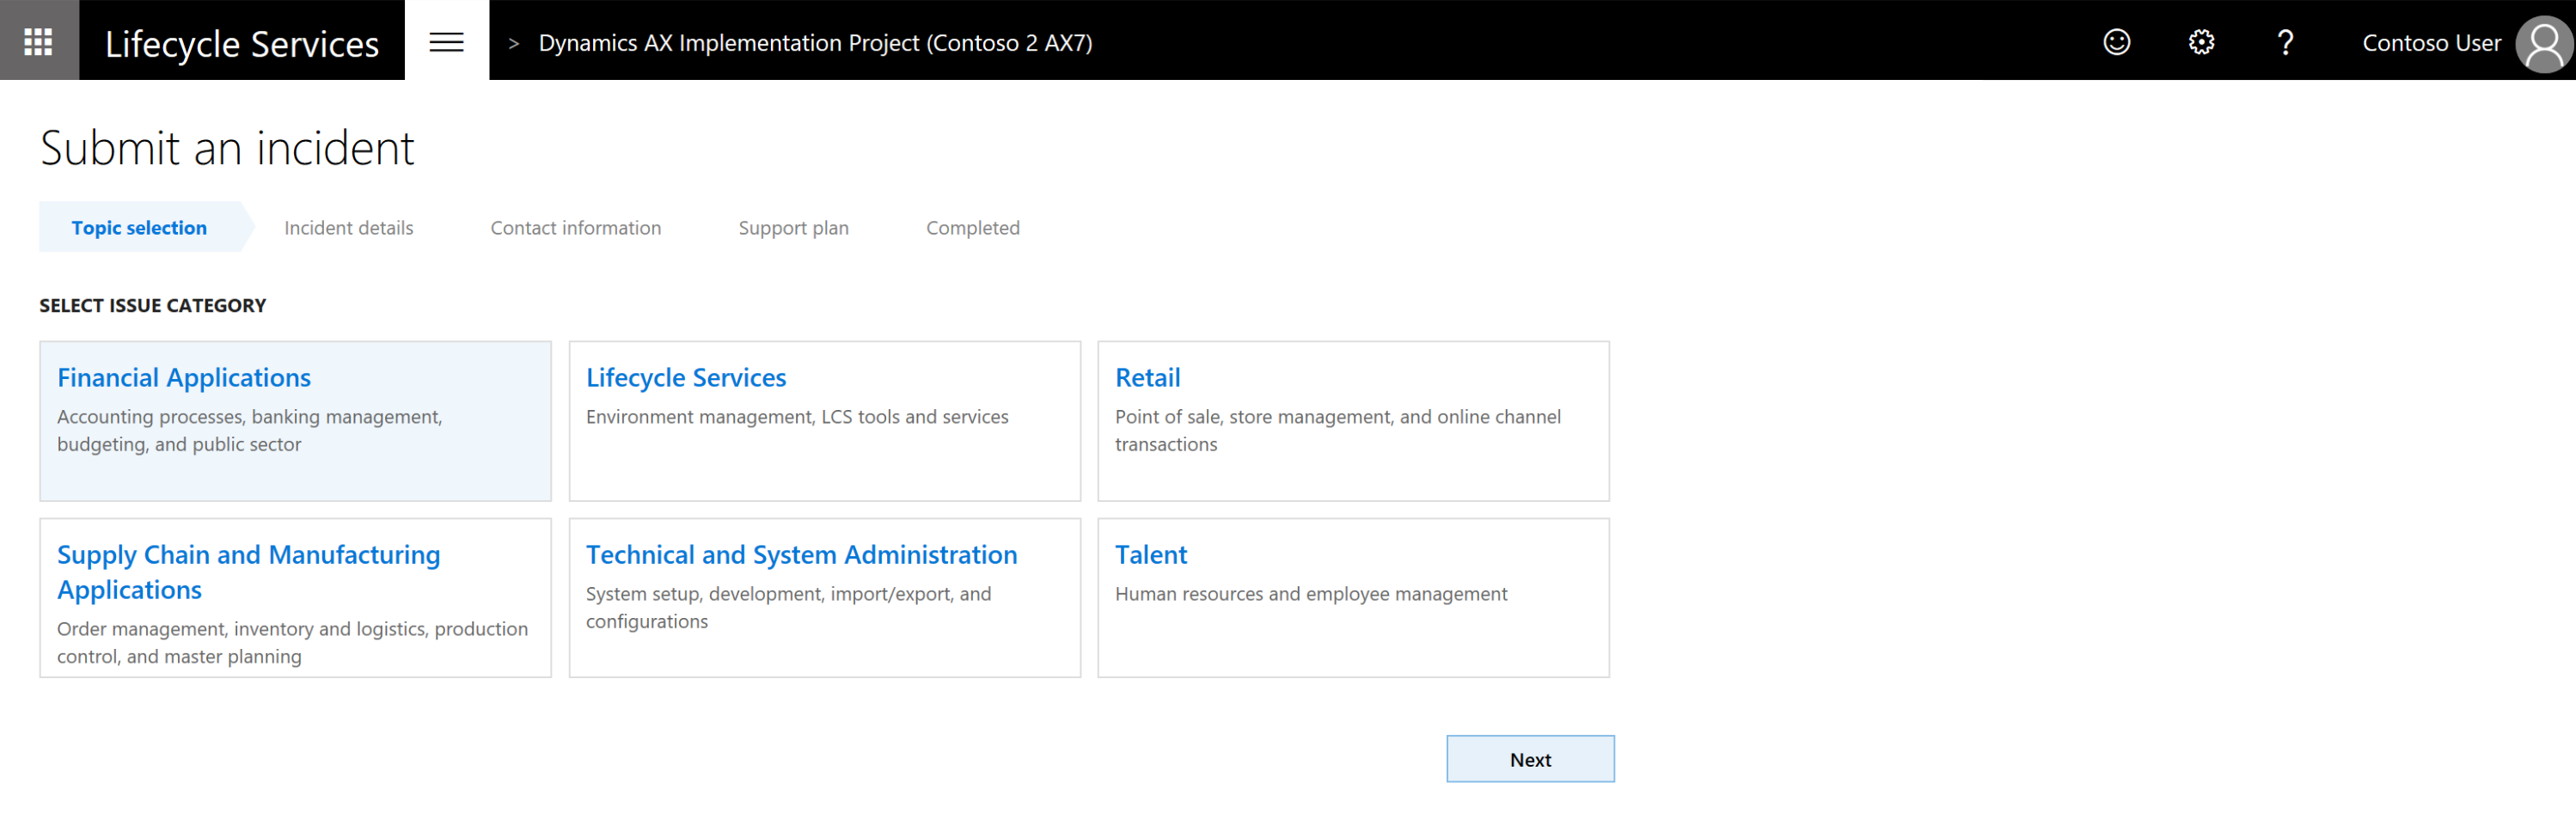 Lifecycle Services
> Dynamics AX Implementation Project (Contoso 2 AX7)
? Contoso User
Submit an incident
Topic selection Incident details Contact information Support plan Completed
SELECT ISSUE CATEGORY
Financial Applications
Accounting processes, banking management,
budgeting, and public sector
Lifecycle Services
Environment management, LCS tools and services
Retail
Point of sale, store management, and online channel
transactions
Supply Chain and Manufacturing
Applications
Order management, inventory and logistics, production
control, and master planning
Technical and System Administration
System setup, development, import/export, and
configurations
Talent
Human resources and employee management
Next